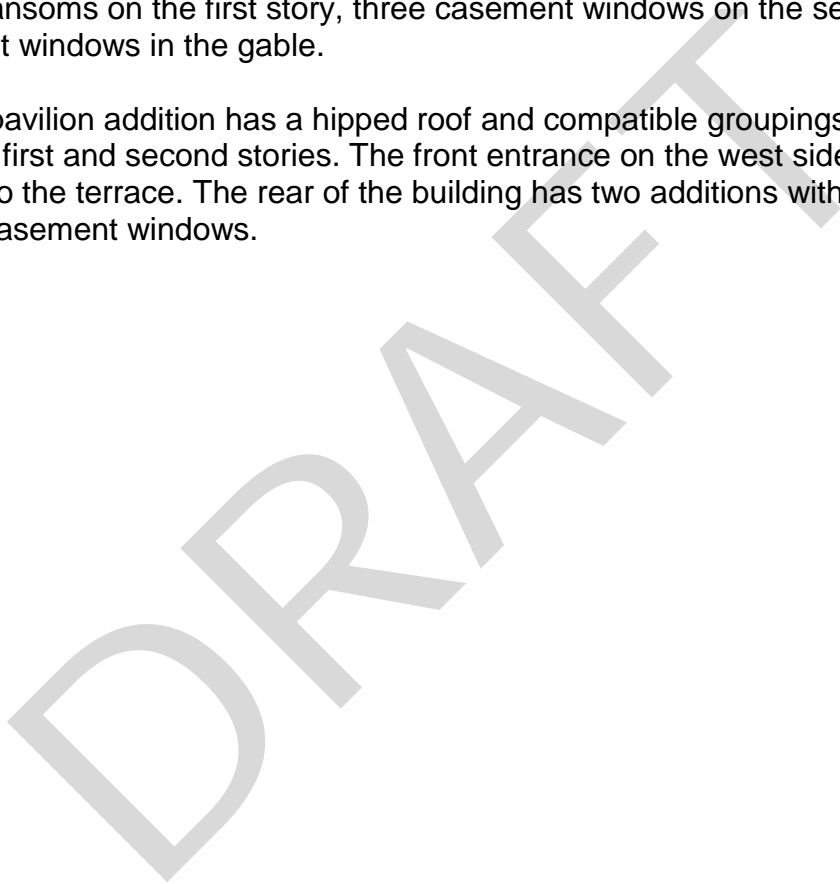 ansoms on the first story, three casement windows on the se
t windows in the gable.
pavilion addition has a hipped roof and compatible groupings
first and second stories. The front entrance on the west side
o the terrace. The rear of the building has two additions with
asement windows.
DRAFT